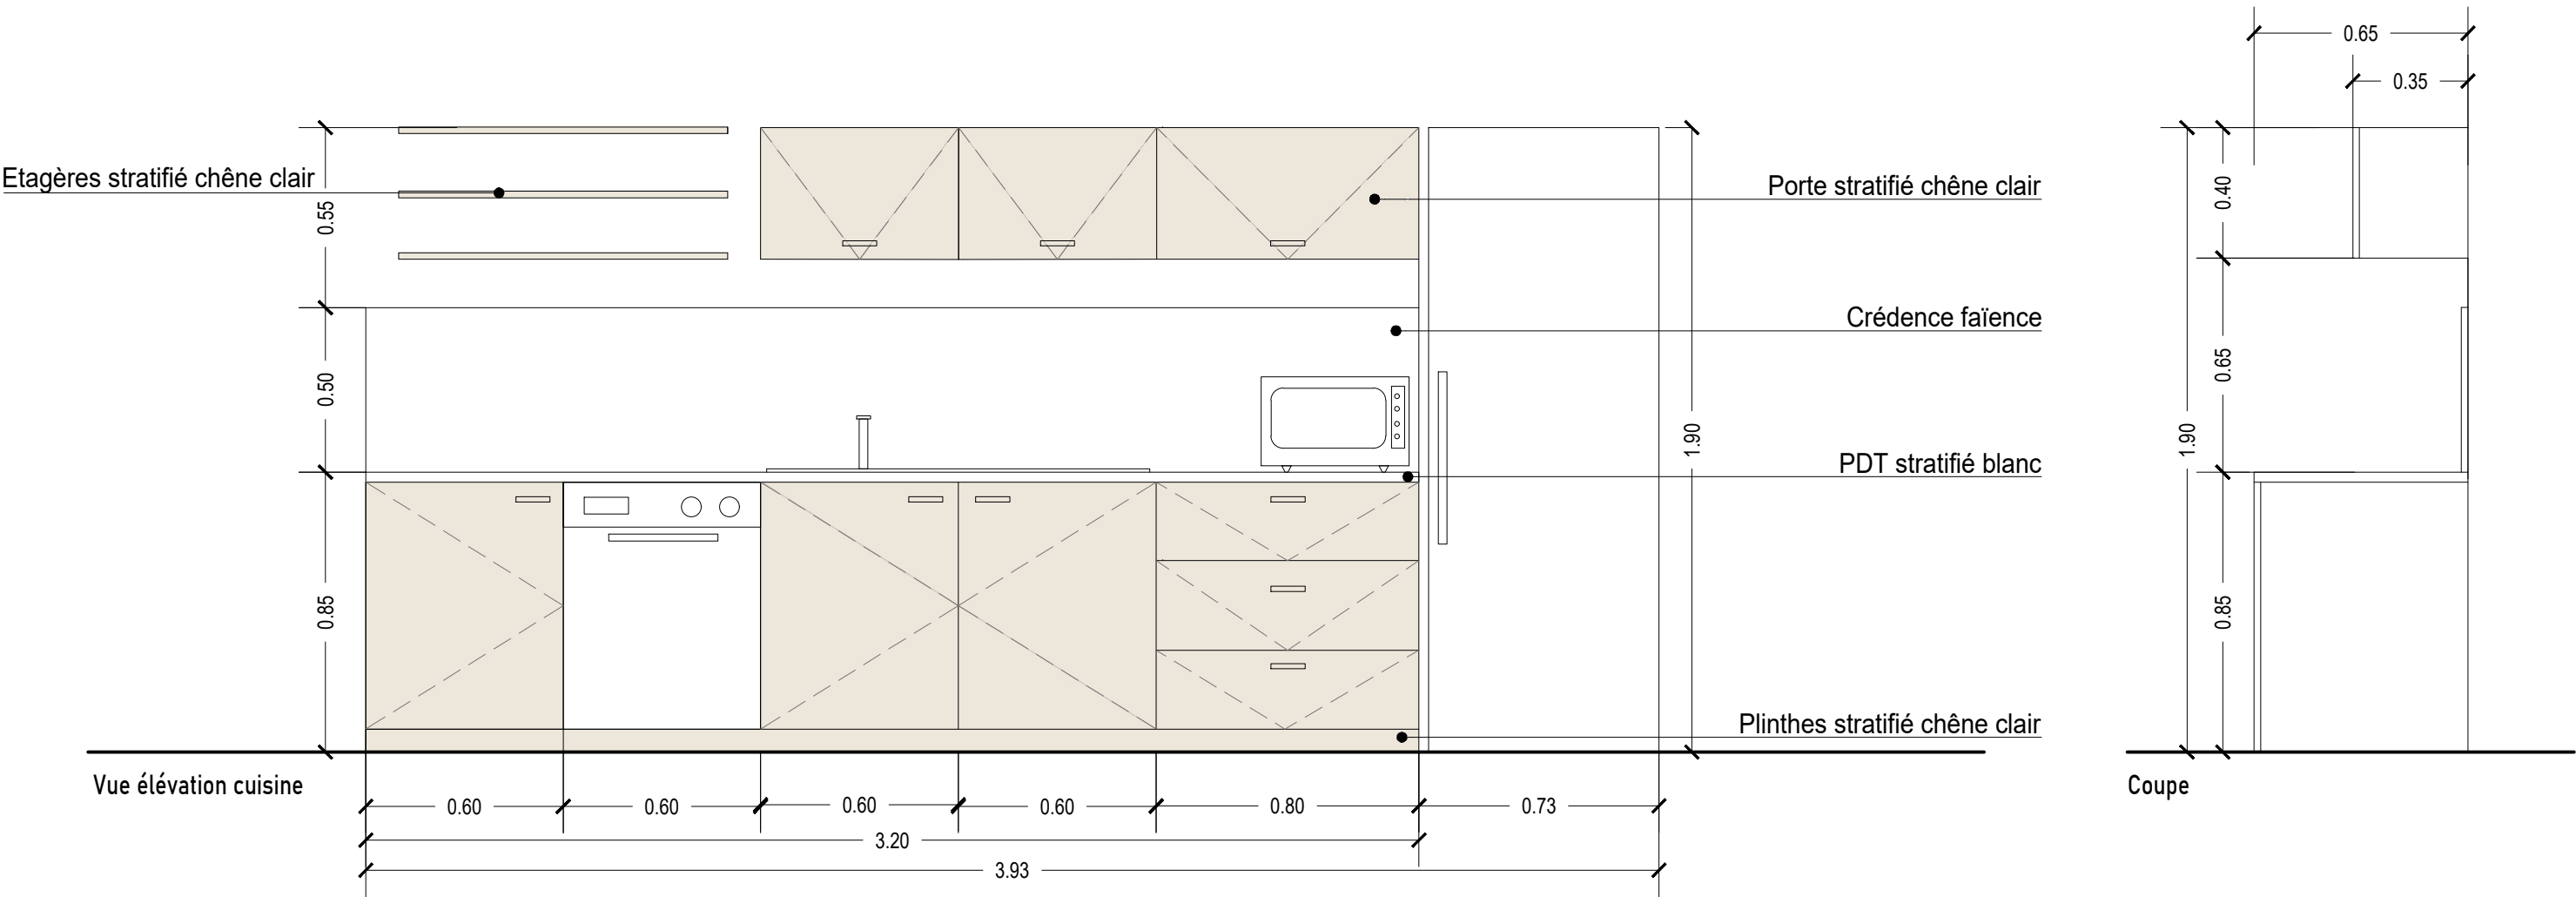 0.65
0.35
Etagères stratifié chêne clair
Porte stratifié chêne clair
0.55
0.40
Crédence faïence
0.50
0.65
1.90
1.90
PDT stratifié blanc
0.85
0.85
Plinthes stratifié chêne clair
Vue élévation cuisine
Coupe
0.60
0.60
0.60
0.60
0.80
0.73
3.20
3.93